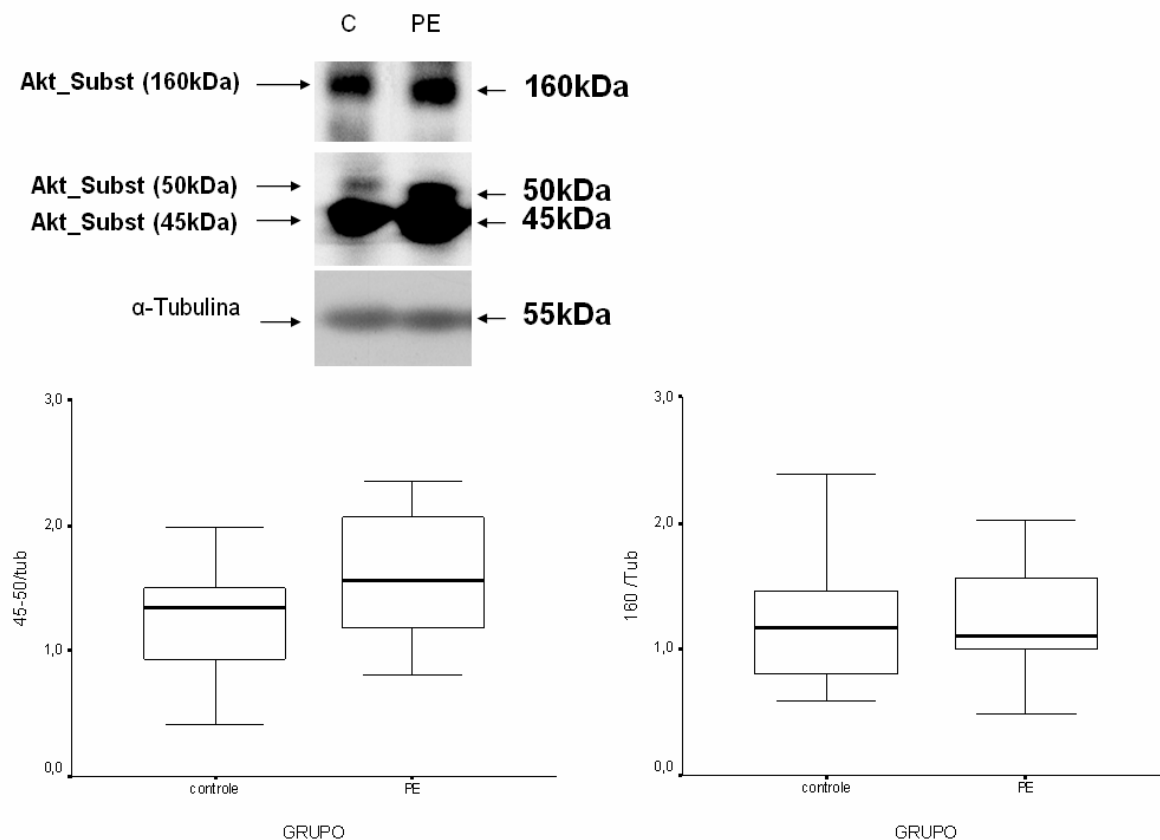 C PE
Akt_Subst (160kDa) 160kDa
Akt_Subst (50kDa) 50kDa
Akt_Subst (45kDa) 45kDa
α-Tubulina 55kDa
3,0
2,0
1,0
0,0
45-50/tub
controle PE
GRUPO
3,0
2,0
1,0
0,0
160 /Tub
controle PE
GRUPO